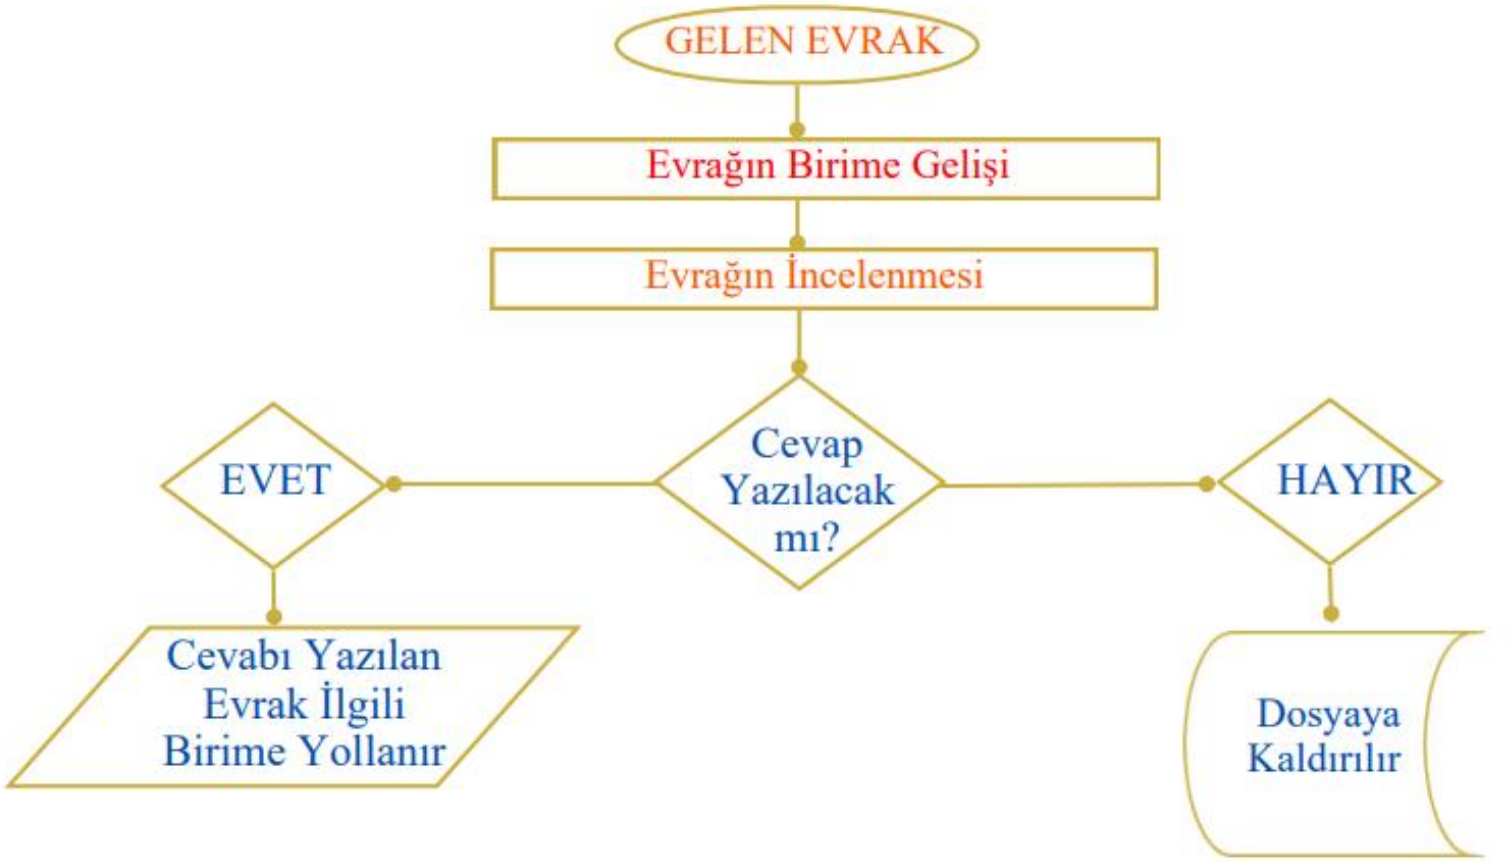 GELEN EVRAK
Evrağın Birime Gelişi
Evrağın İncelenmesi
Cevap
Yazılacak
mı?
EVET
HAYIR
Cevabı Yazılan
Evrak İlgili
Birime Yollanır
Dosyaya
Kaldırılır